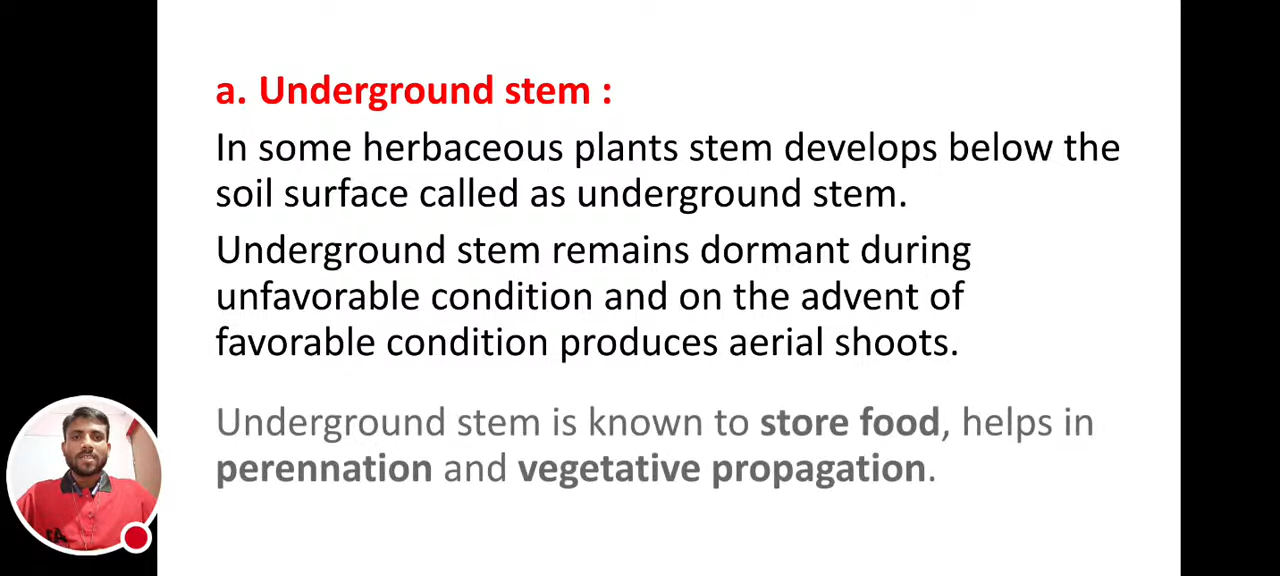 a. Underground stem :
In some herbaceous plants stem develops below the
soil surface called as underground stem.
Underground stem remains dormant during
unfavorable condition and on the advent of
favorable condition produces aerial shoots.
Underground stem is known to store food, helps in
perennation and vegetative propagation.